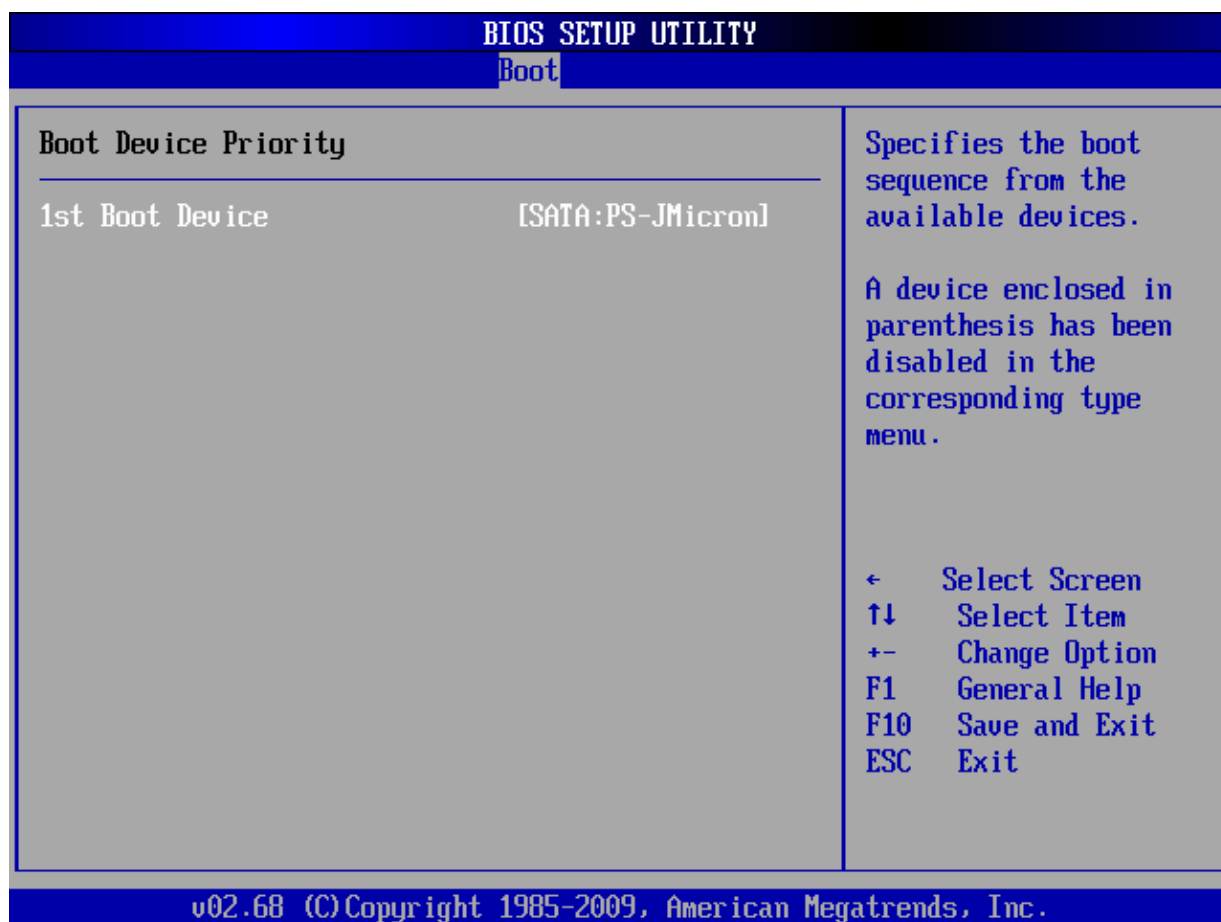 BIOS SETUP UTILITY
Boot
Boot Device Priority
1st Boot Device [SATA:PS-JMicron]
Specifies the boot
sequence from the
available devices.
A device enclosed in
parenthesis has been
disabled in the
corresponding type
menu.
← Select Screen
↑↓ Select Item
+- Change Option
F1 General Help
F10 Save and Exit
ESC Exit
v02.68 (C)Copyright 1985-2009, American Megatrends, Inc.